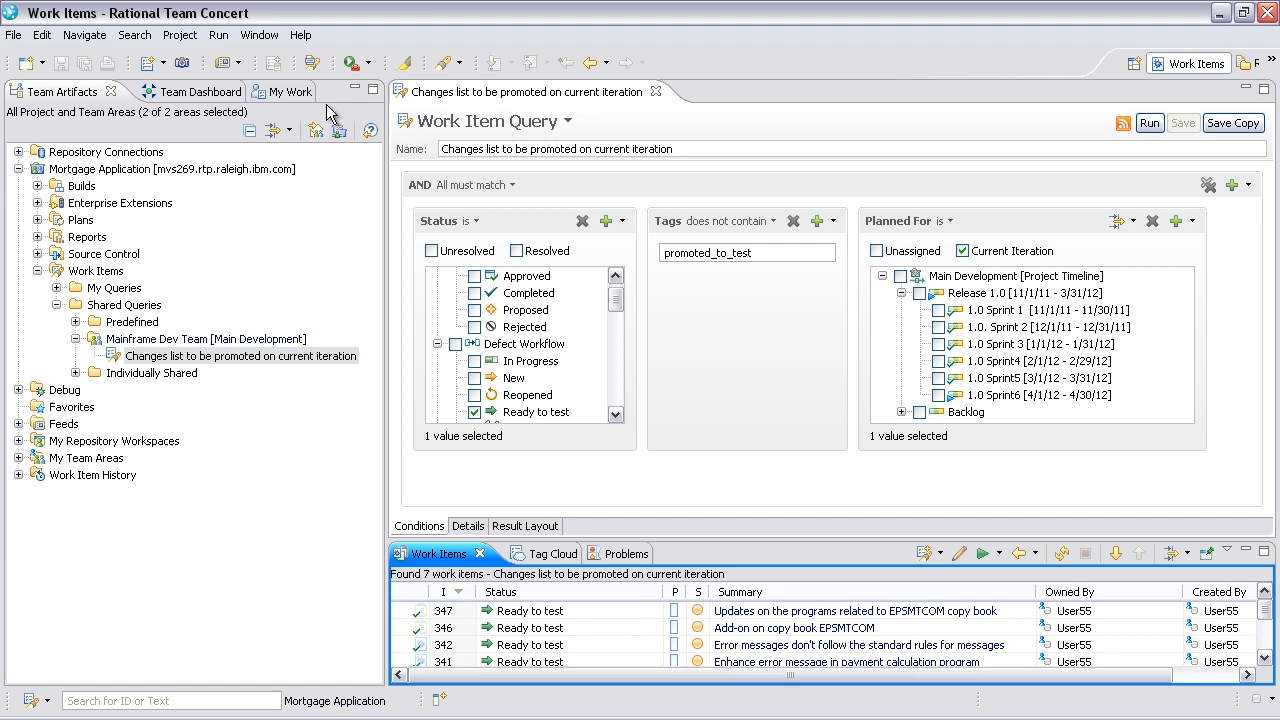 Work Items - Rational Team Concert
File Edit Navigate Search Project Run Window Help
Work Items
Team Artifacts Team Dashboard My Work
All Project and Team Areas (2 of 2 areas selected)
Repository Connections
Mortgage Application [mvs269.rtp.raleigh.ibm.com]
Builds
Enterprise Extensions
Plans
Reports
Source Control
Work Items
My Queries
Shared Queries
Predefined
Mainframe Dev Team [Main Development]
Changes list to be promoted on current iteration
Individually Shared
Debug
Favorites
Feeds
My Repository Workspaces
My Team Areas
Work Item History
Changes list to be promoted on current iteration
Work Item Query
Run Save Save Copy
Name: Changes list to be promoted on current iteration
AND All must match
Status is
Unresolved Resolved
Approved
Completed
Proposed
Rejected
Defect Workflow
In Progress
New
Reopened
Ready to test
1 value selected
Tags does not contain
promoted_to_test
Planned For is
Unassigned Current Iteration
Main Development [Project Timeline]
Release 1.0 [11/1/11 - 3/31/12]
1.0 Sprint 1 [11/1/11 - 11/30/11]
1.0. Sprint 2 [12/1/11 - 12/31/11]
1.0 Sprint 3 [1/1/12 - 1/31/12]
1.0 Sprint4 [2/1/12 - 2/29/12]
1.0 Sprint5 [3/1/12 - 3/31/12]
1.0 Sprint6 [4/1/12 - 4/30/12]
Backlog
1 value selected
Conditions Details Result Layout
Work Items Tag Cloud Problems
Found 7 work items - Changes list to be promoted on current iteration
I Status P S Summary Owned By Created By
347 Ready to test Updates on the programs related to EPSMTCOM copy book User55 User55
346 Ready to test Add-on on copy book EPSMTCOM User55 User55
342 Ready to test Error messages don't follow the standard rules for messages User55 User55
341 Ready to test Enhance error message in payment calculation program User55 User55
Search for ID or Text Mortgage Application